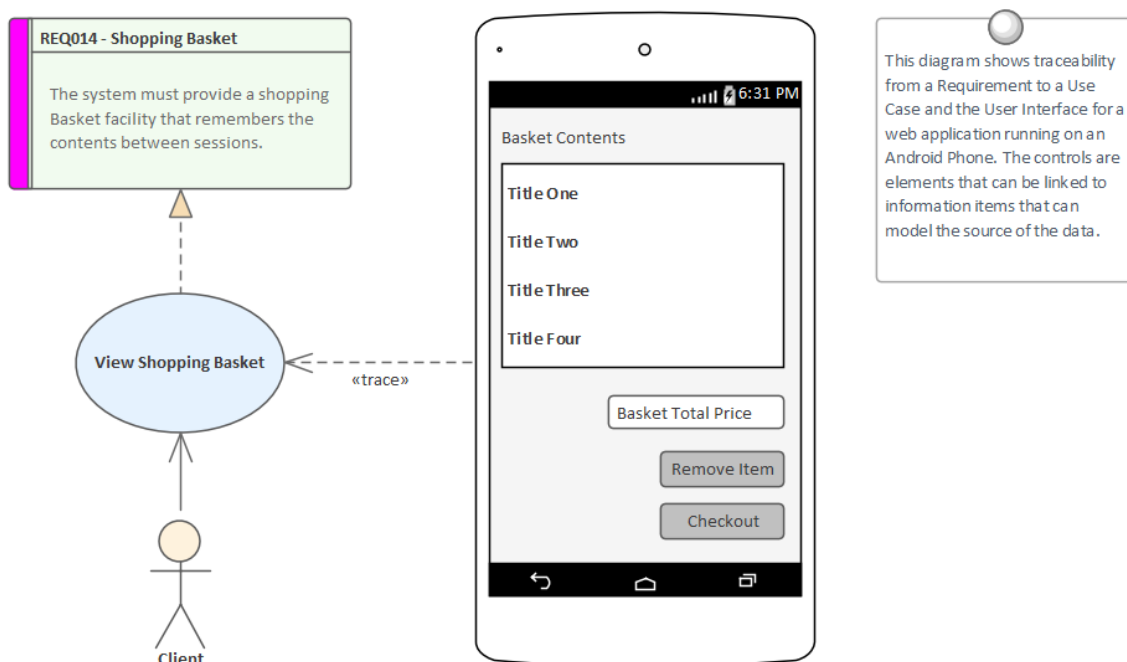 REQ014 - Shopping Basket
The system must provide a shopping
Basket facility that remembers the
contents between sessions.
View Shopping Basket
«trace»
Client
6:31 PM
Basket Contents
Title One
Title Two
Title Three
Title Four
Basket Total Price
Remove Item
Checkout
This diagram shows traceability
from a Requirement to a Use
Case and the User Interface for a
web application running on an
Android Phone. The controls are
elements that can be linked to
information items that can
model the source of the data.